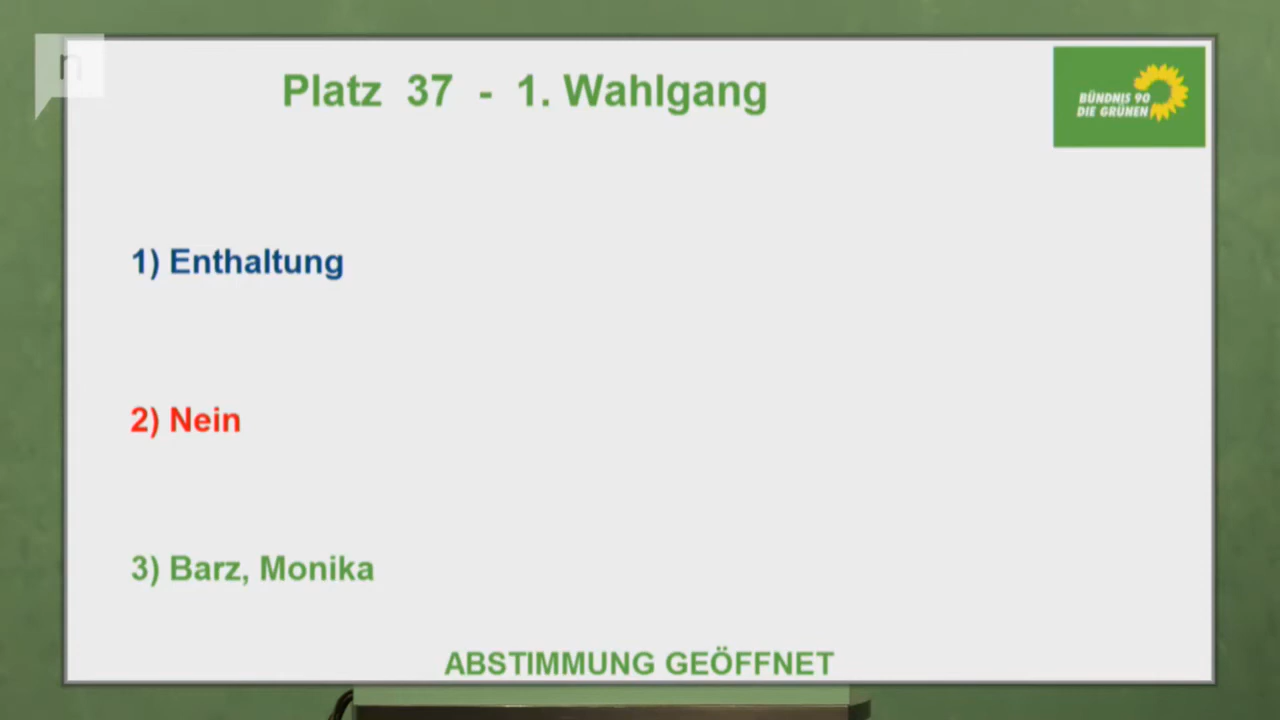 n
Platz 37 - 1. Wahlgang
BÜNDNIS 90
DIE GRÜNEN
1) Enthaltung
2) Nein
3) Barz, Monika
ABSTIMMUNG GEÖFFNET